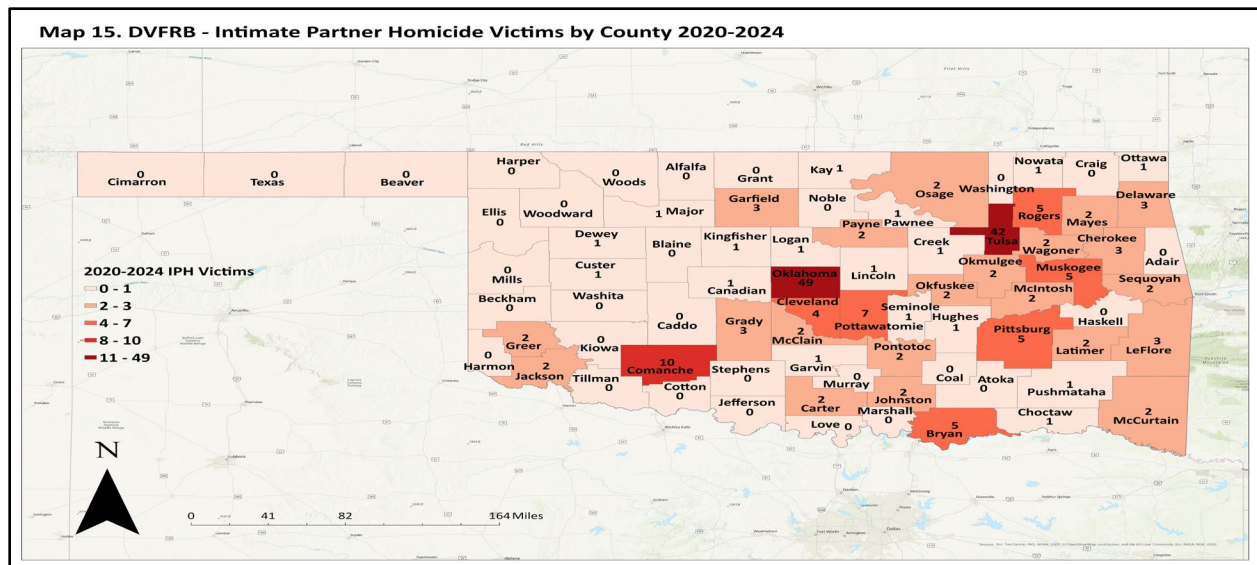 Map 15. DVFRB - Intimate Partner Homicide Victims by County 2020-2024
0
Cimarron
0
Texas
0
Beaver
Harper
0
0
Woods
Alfalfa
0
0
Grant
Kay 1
2
Osage
0
Washington
Nowata
1
Craig
0
Ottawa
1
Ellis
0
0
Woodward
1 Major
Garfield
3
Noble
0
1
Pawnee
5
Rogers
2
Mayes
Delaware
3
Dewey
1
Blaine
0
Kingfisher
1
Logan
1
Payne
2
Creek
1
42
Tulsa
2
Wagoner
Cherokee
3
0
Adair
0
Mills
Custer
1
1
Canadian
Oklahoma
49
1
Lincoln
Okfuskee
2
Okmulgee
2
Muskogee
5
McIntosh
2
Sequoyah
2
Beckham
0
Washita
0
0
Caddo
Grady
3
Cleveland
4
7
Pottawatomie
Seminole
1
Hughes
1
Pittsburg
5
0
Haskell
2
Latimer
3
LeFlore
2
Greer
0
Kiowa
2
McClain
Pontotoc
2
0
Harmon
2
Jackson
Tillman
0
10
Comanche
Cotton
0
Stephens
0
1
Garvin
0
Murray
0
Coal
Atoka
0
1
Pushmataha
Jefferson
0
2
Carter
Johnston
2
Marshall
0
Love 0
5
Bryan
Choctaw
1
2
McCurtain
2020-2024 IPH Victims
0 - 1
2 - 3
4 - 7
8 - 10
11 - 49
N
0 41 82 164 Miles
Wichita
Amarillo
Lubbock
Wichita Falls
Fort Worth
Dallas